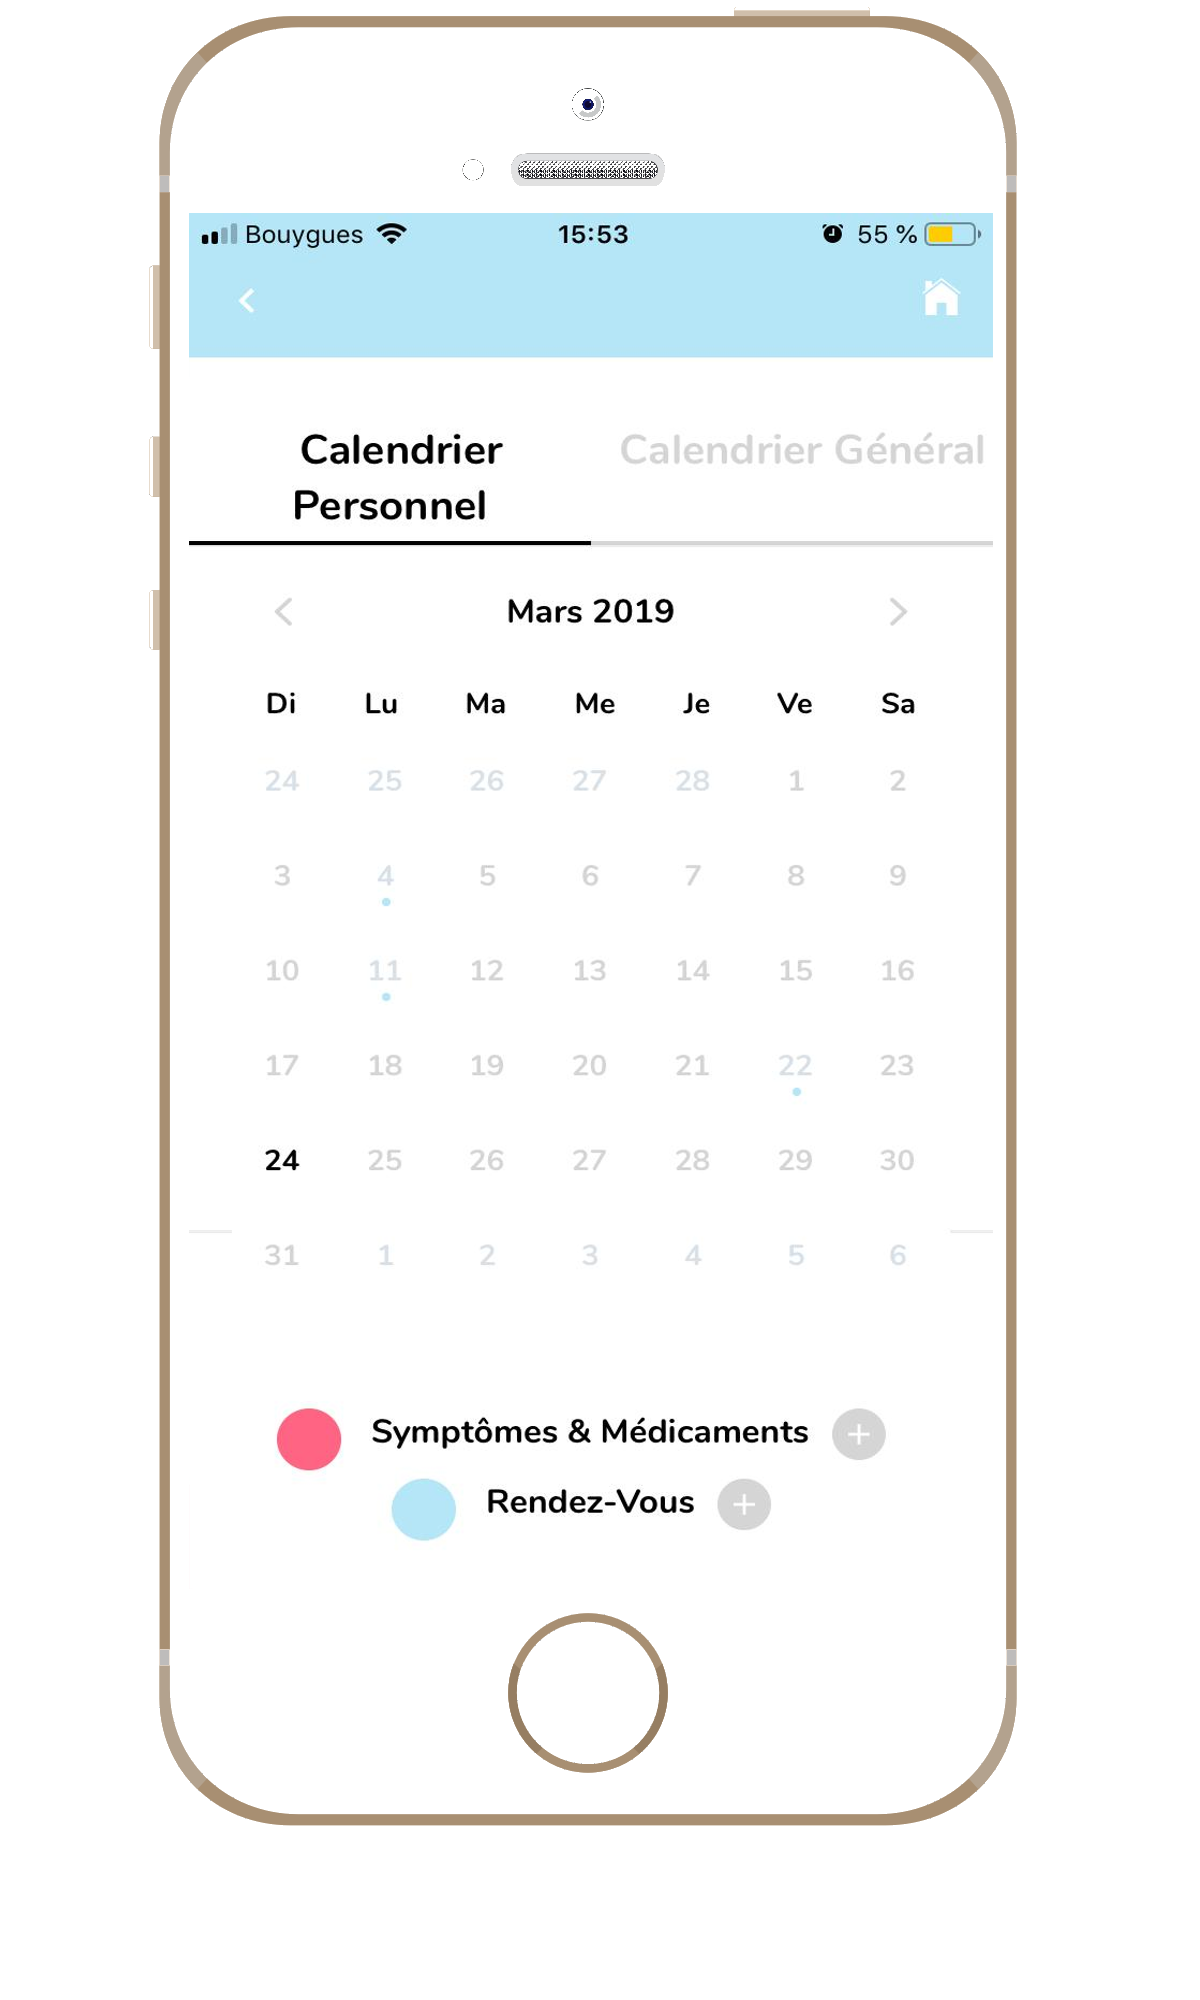 Bouygues 15:53 55 %
Calendrier Personnel
Calendrier Général
Mars 2019
Di Lu Ma Me Je Ve Sa
24 25 26 27 28 1 2
3 4 5 6 7 8 9
10 11 12 13 14 15 16
17 18 19 20 21 22 23
24 25 26 27 28 29 30
31 1 2 3 4 5 6
Symptômes & Médicaments +
Rendez-Vous +